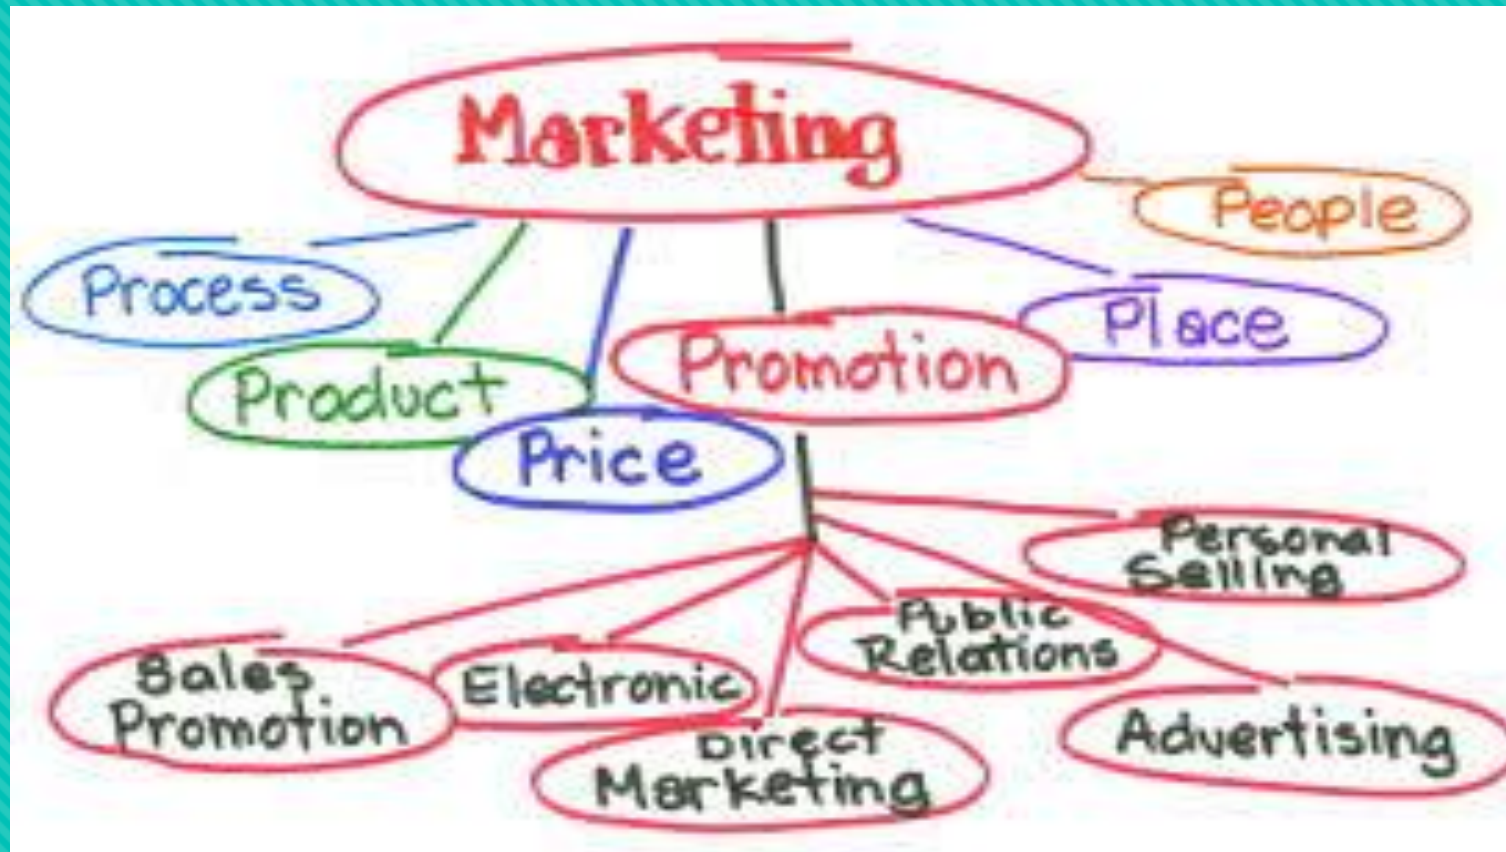 Marketing
People
Process
Place
Promotion
Product
Price
Personal
Selling
Public
Relations
Sales
Promotion
Electronic
Direct
Marketing
Advertising